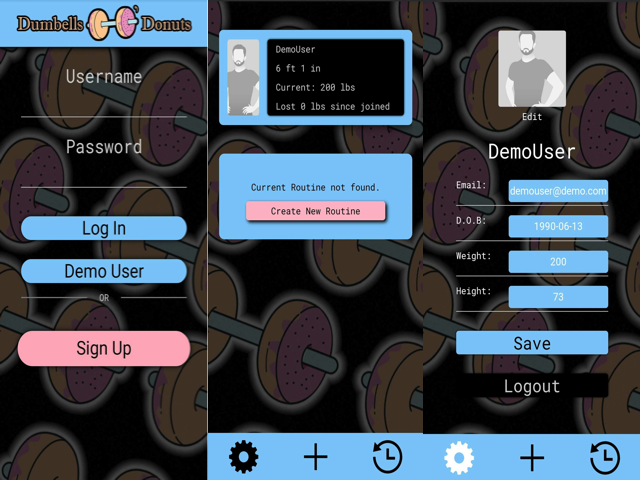 Dumbells & Donuts
Username
Password
Log In
Demo User
OR
Sign Up
DemoUser
6 ft 1 in
Current: 200 lbs
Lost 0 lbs since joined
Current Routine not found.
Create New Routine
Edit
DemoUser
Email: demouser@demo.com
D.O.B: 1990-06-13
Weight: 200
Height: 73
Save
Logout